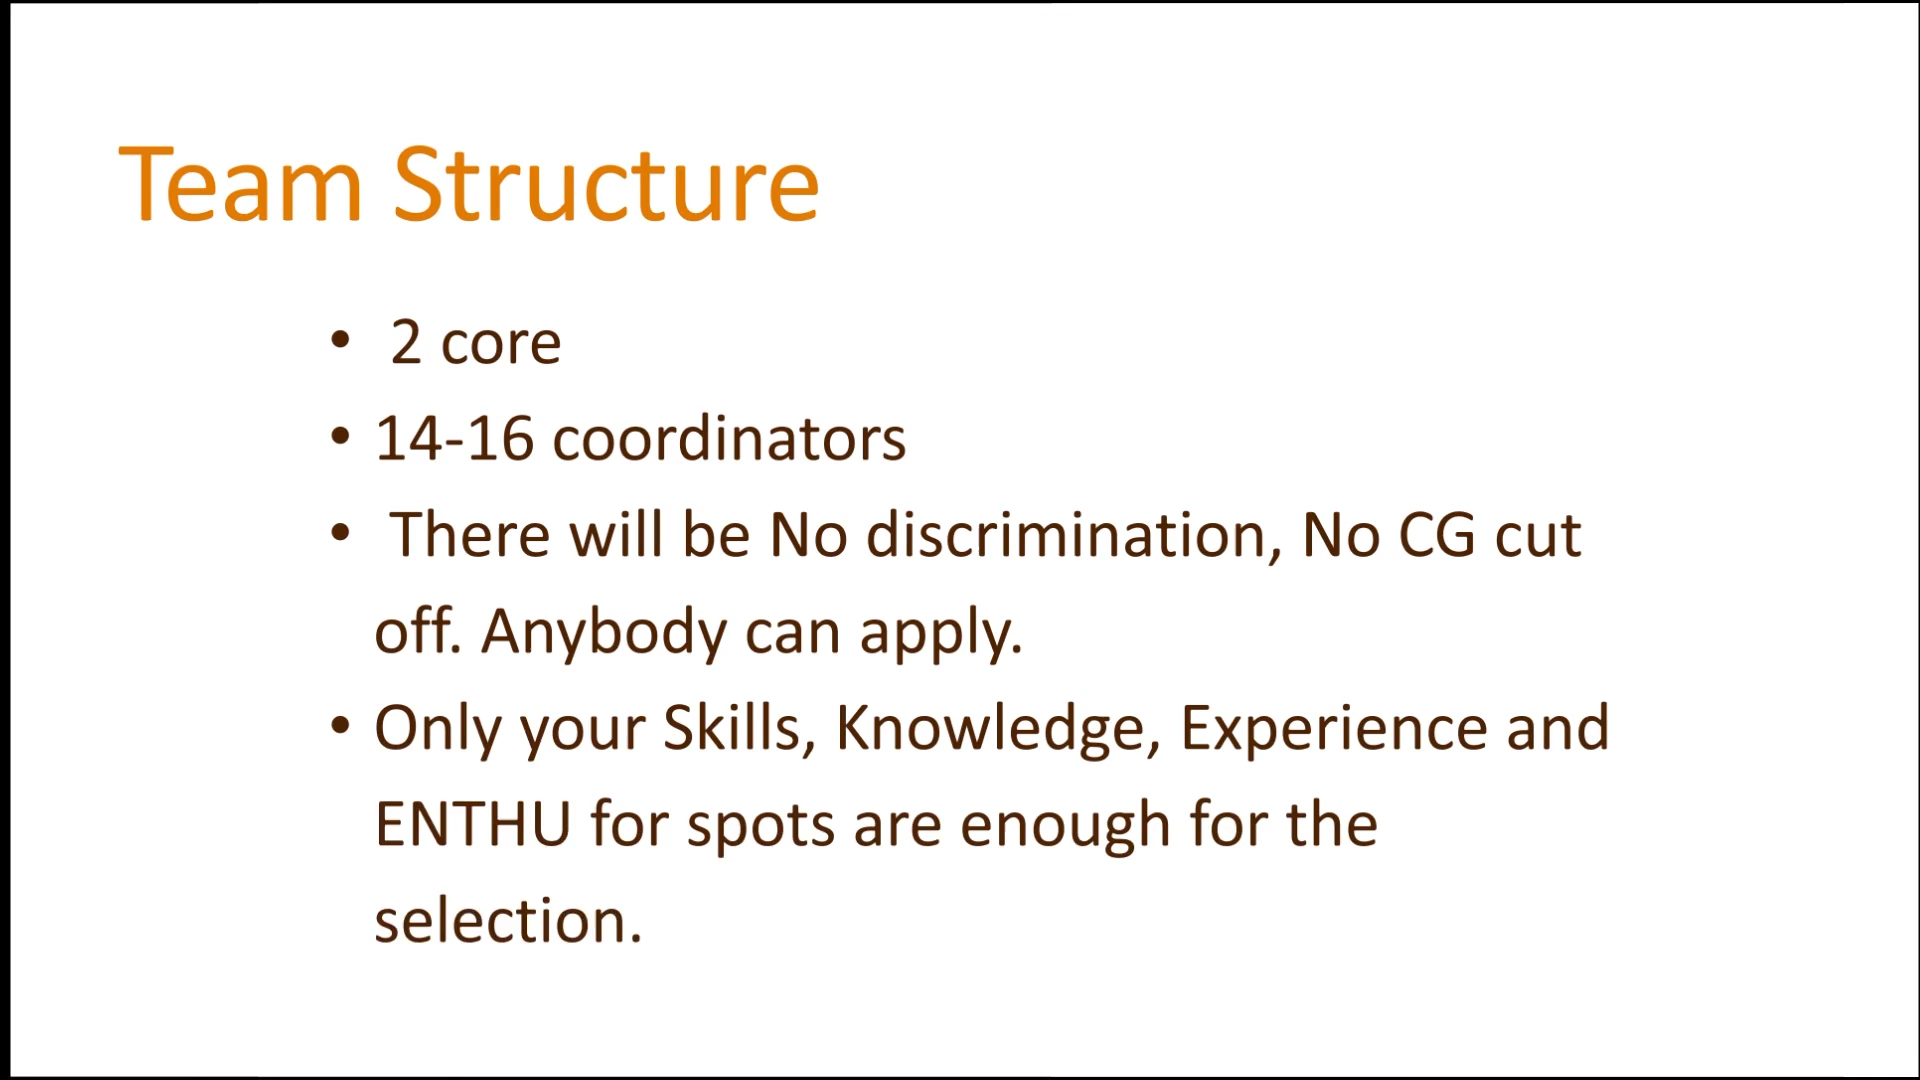 Team Structure
• 2 core
• 14-16 coordinators
• There will be No discrimination, No CG cut
off. Anybody can apply.
• Only your Skills, Knowledge, Experience and
ENTHU for spots are enough for the
selection.